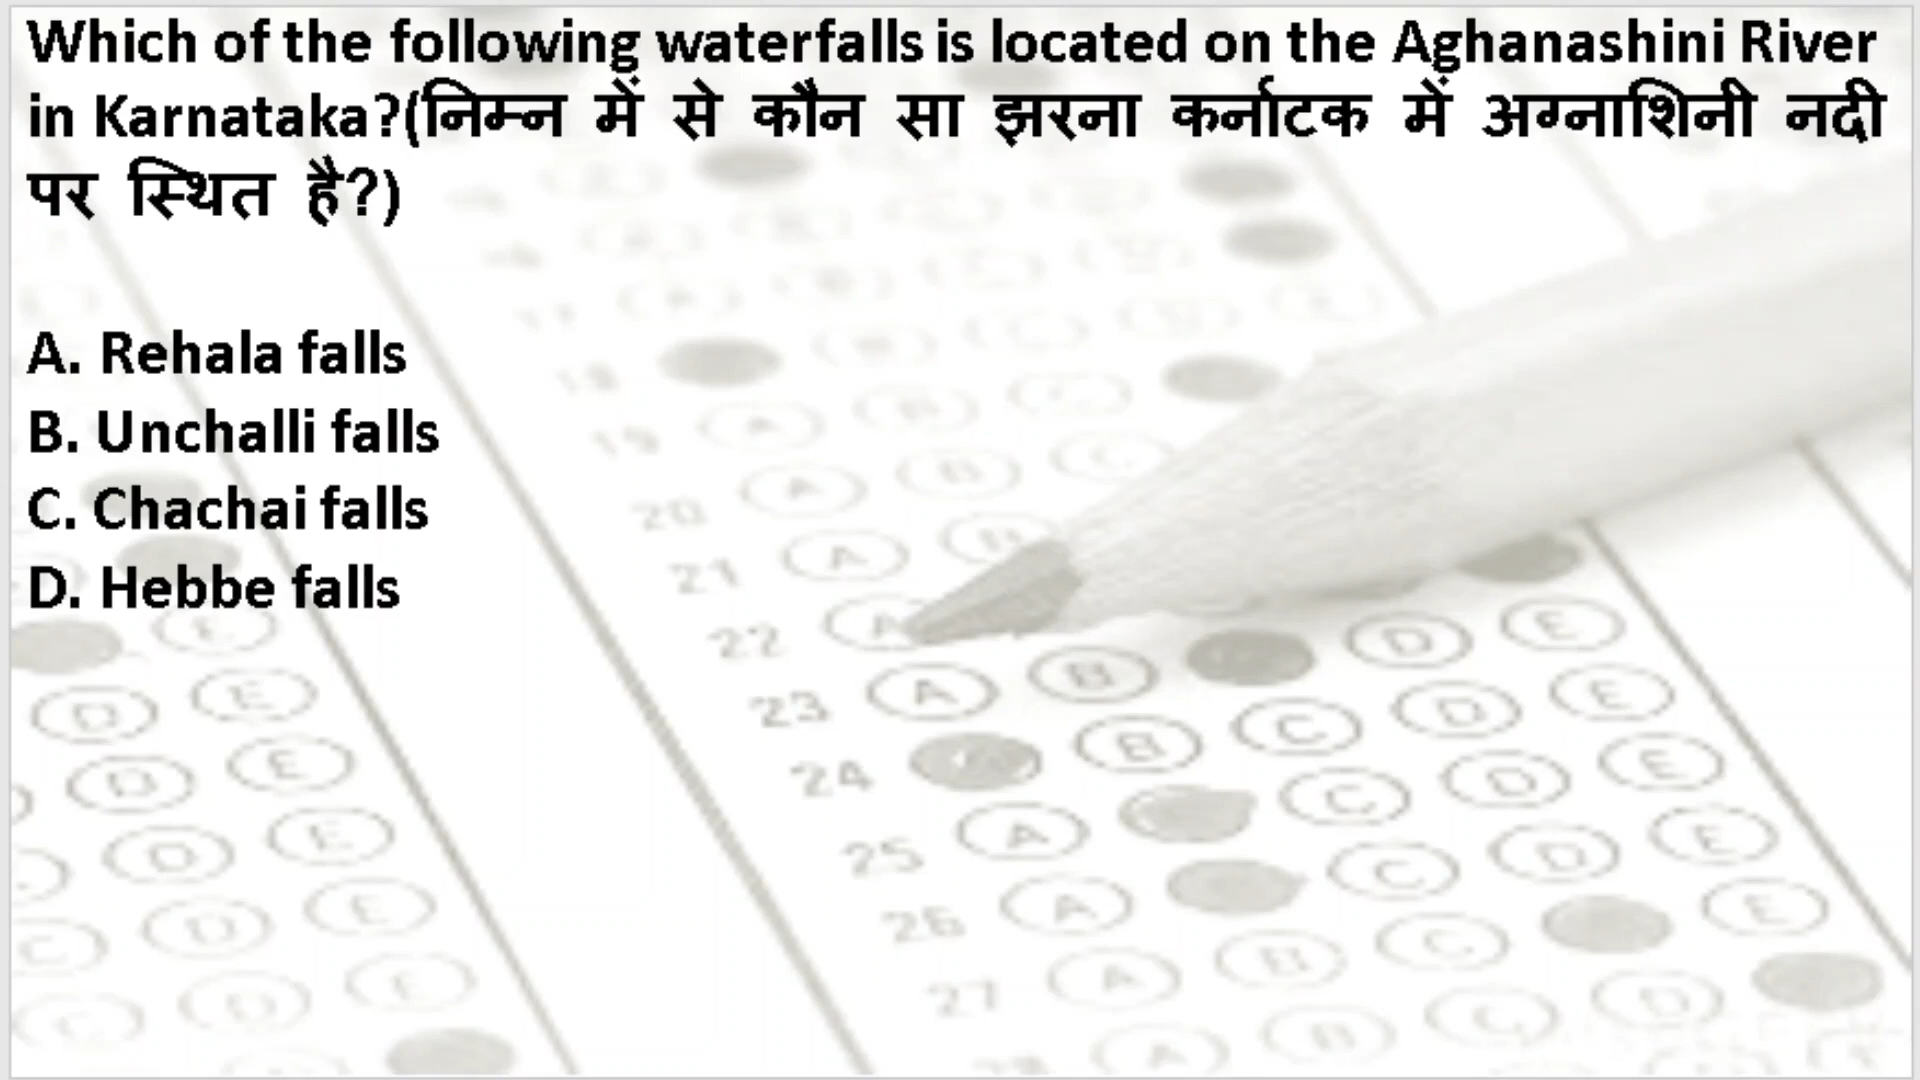 Which of the following waterfalls is located on the Aghanashini River
in Karnataka?(निम्न में से कौन सा झरना कर्नाटक में अग्नाशिनी नदी
पर स्थित है?)
A. Rehala falls
B. Unchalli falls
C. Chachai falls
D. Hebbe falls